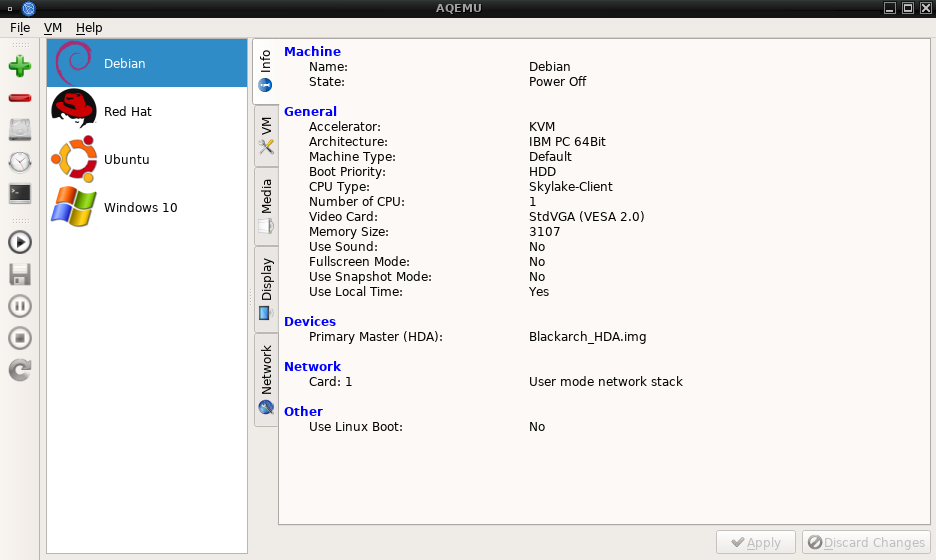 AQEMU
File VM Help
Debian
Red Hat
Ubuntu
Windows 10
Info
VM
Media
Display
Network
Machine
Name: Debian
State: Power Off
General
Accelerator: KVM
Architecture: IBM PC 64Bit
Machine Type: Default
Boot Priority: HDD
CPU Type: Skylake-Client
Number of CPU: 1
Video Card: StdVGA (VESA 2.0)
Memory Size: 3107
Use Sound: No
Fullscreen Mode: No
Use Snapshot Mode: No
Use Local Time: Yes
Devices
Primary Master (HDA): Blackarch_HDA.img
Network
Card: 1 User mode network stack
Other
Use Linux Boot: No
Apply Discard Changes